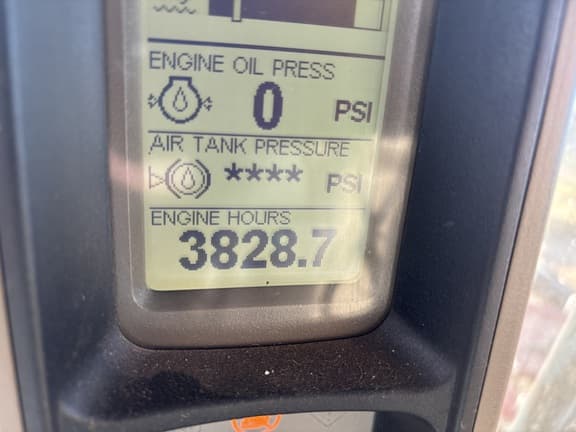 ENGINE OIL PRESS
0 PSI
AIR TANK PRESSURE
**** PSI
ENGINE HOURS
3828.7